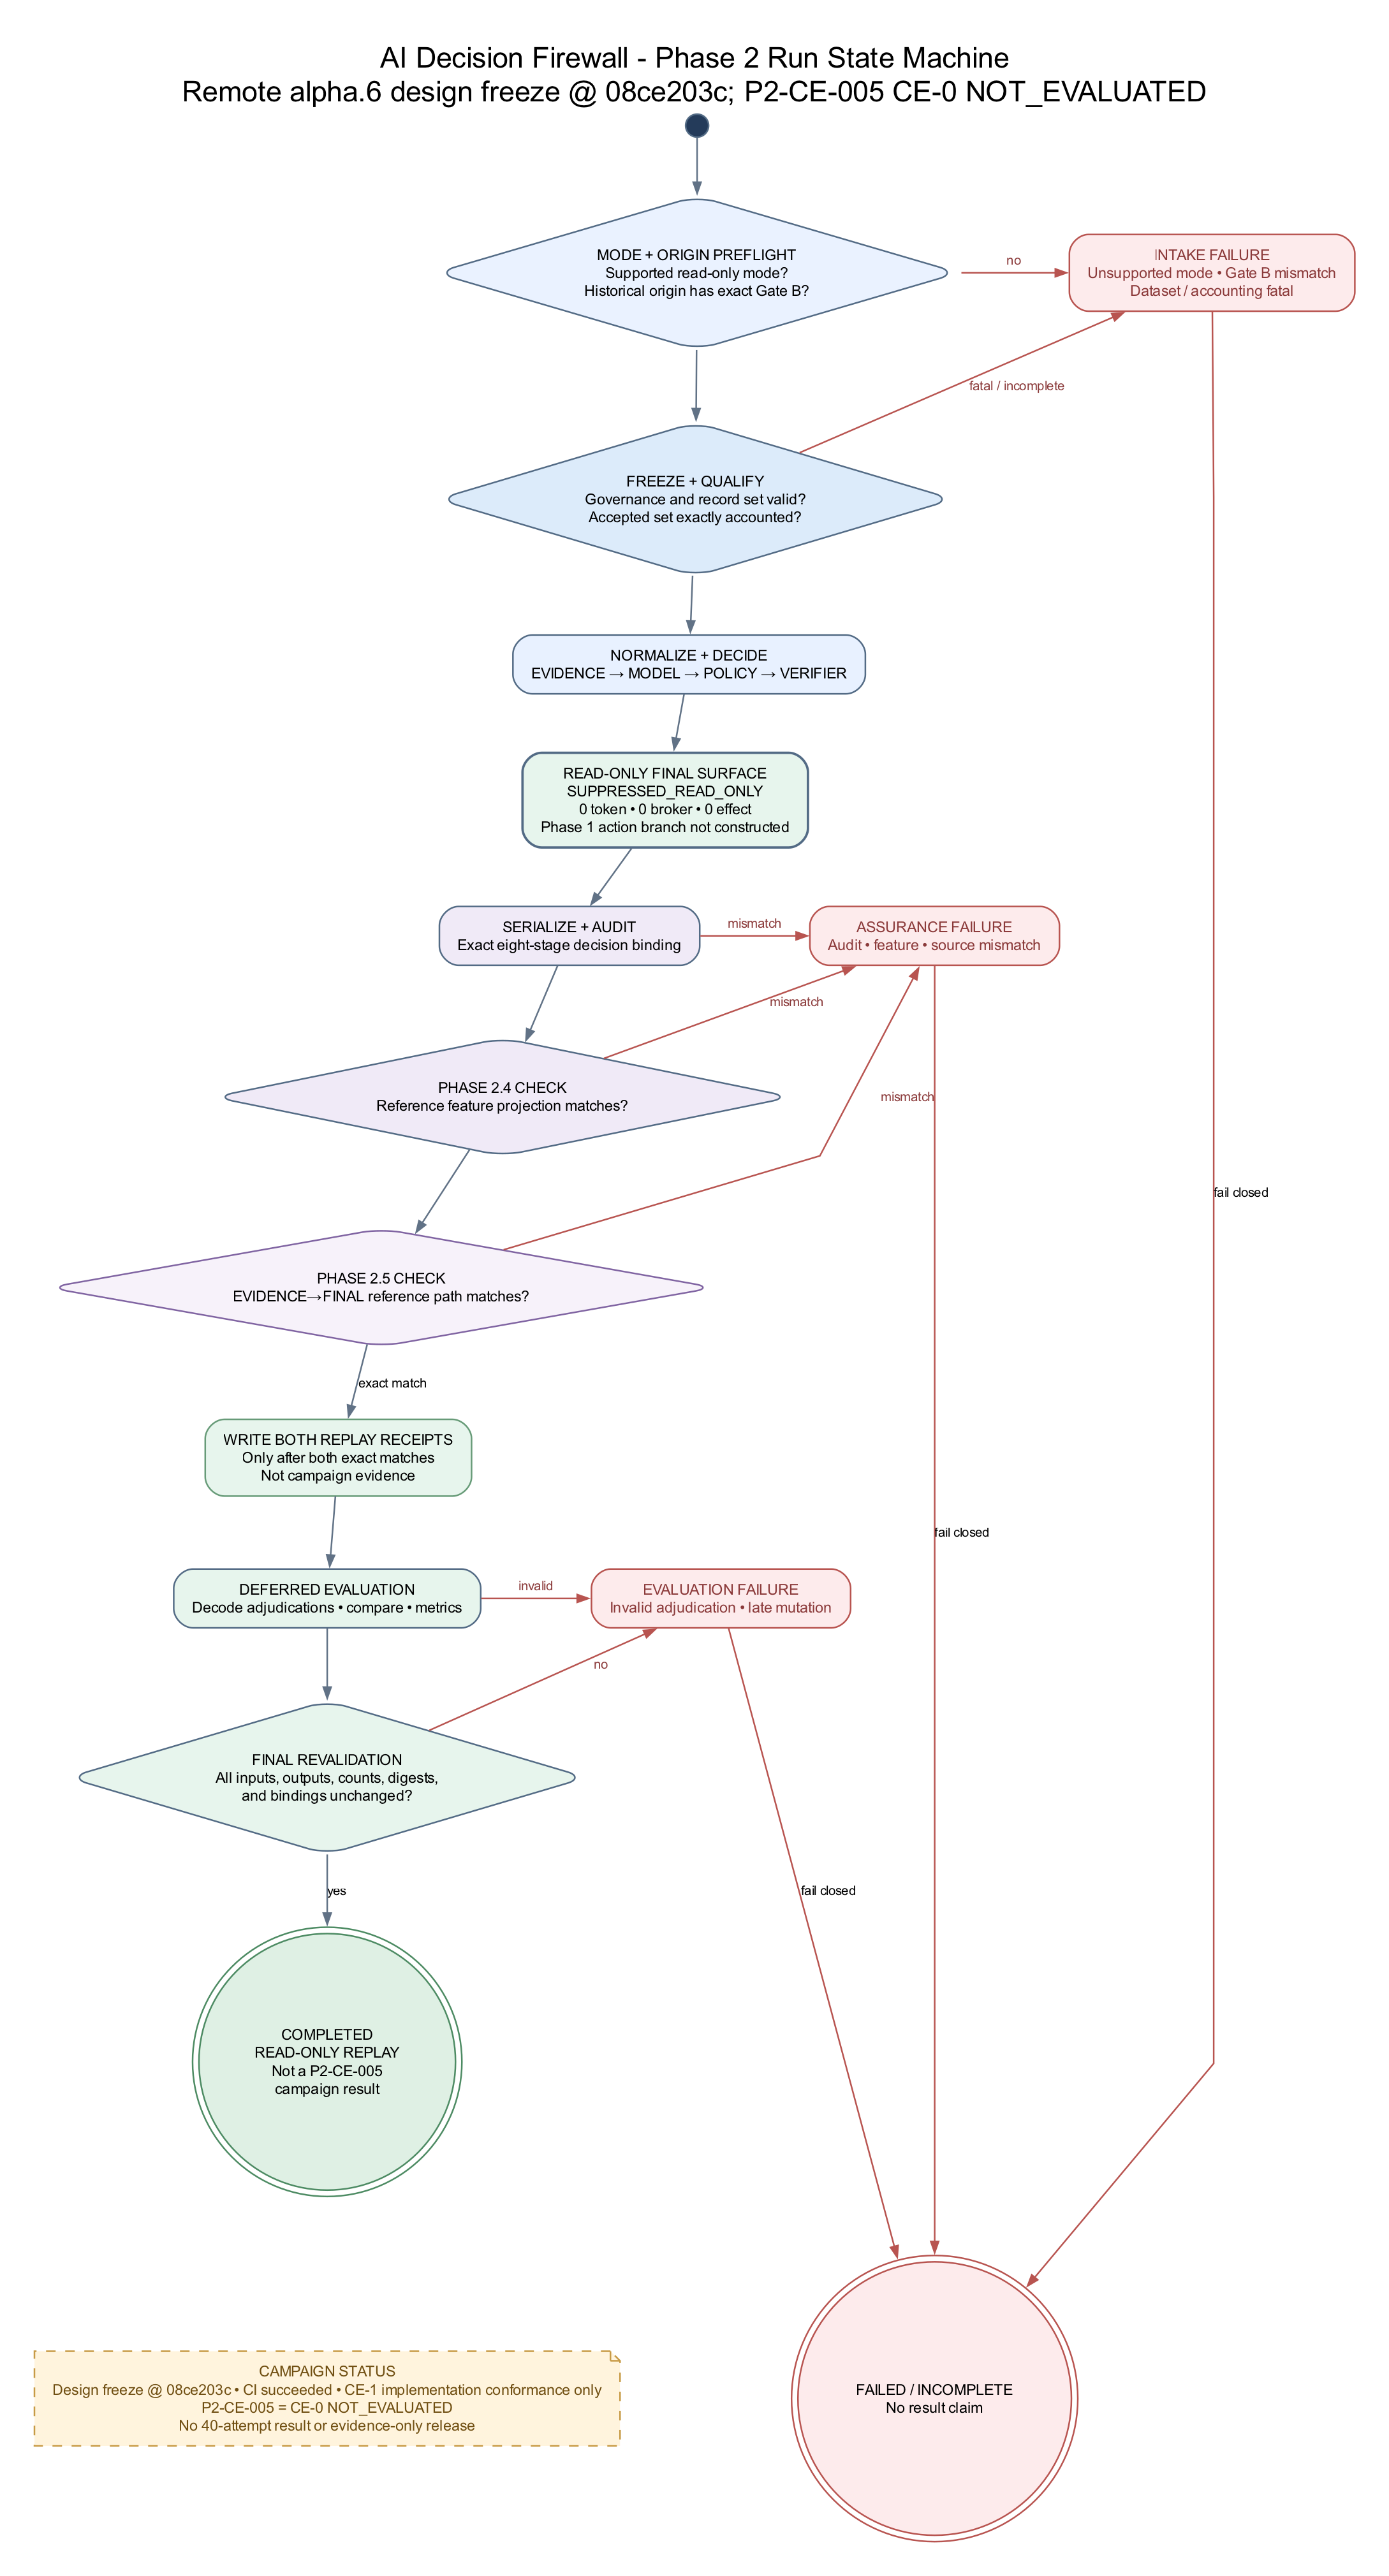 AI Decision Firewall - Phase 2 Run State Machine
Remote alpha.6 design freeze @ 08ce203c; P2-CE-005 CE-0 NOT_EVALUATED
MODE + ORIGIN PREFLIGHT
Supported read-only mode?
Historical origin has exact Gate B?
no
INTAKE FAILURE
Unsupported mode • Gate B mismatch
Dataset / accounting fatal
fatal / incomplete
FREEZE + QUALIFY
Governance and record set valid?
Accepted set exactly accounted?
NORMALIZE + DECIDE
EVIDENCE → MODEL → POLICY → VERIFIER
READ-ONLY FINAL SURFACE
SUPPRESSED_READ_ONLY
0 token • 0 broker • 0 effect
Phase 1 action branch not constructed
SERIALIZE + AUDIT
Exact eight-stage decision binding
mismatch
ASSURANCE FAILURE
Audit • feature • source mismatch
mismatch
PHASE 2.4 CHECK
Reference feature projection matches?
mismatch
fail closed
PHASE 2.5 CHECK
EVIDENCE→FINAL reference path matches?
exact match
WRITE BOTH REPLAY RECEIPTS
Only after both exact matches
Not campaign evidence
fail closed
DEFERRED EVALUATION
Decode adjudications • compare • metrics
invalid
EVALUATION FAILURE
Invalid adjudication • late mutation
no
FINAL REVALIDATION
All inputs, outputs, counts, digests,
and bindings unchanged?
yes
fail closed
COMPLETED
READ-ONLY REPLAY
Not a P2-CE-005
campaign result
CAMPAIGN STATUS
Design freeze @ 08ce203c • CI succeeded • CE-1 implementation conformance only
P2-CE-005 = CE-0 NOT_EVALUATED
No 40-attempt result or evidence-only release
FAILED / INCOMPLETE
No result claim